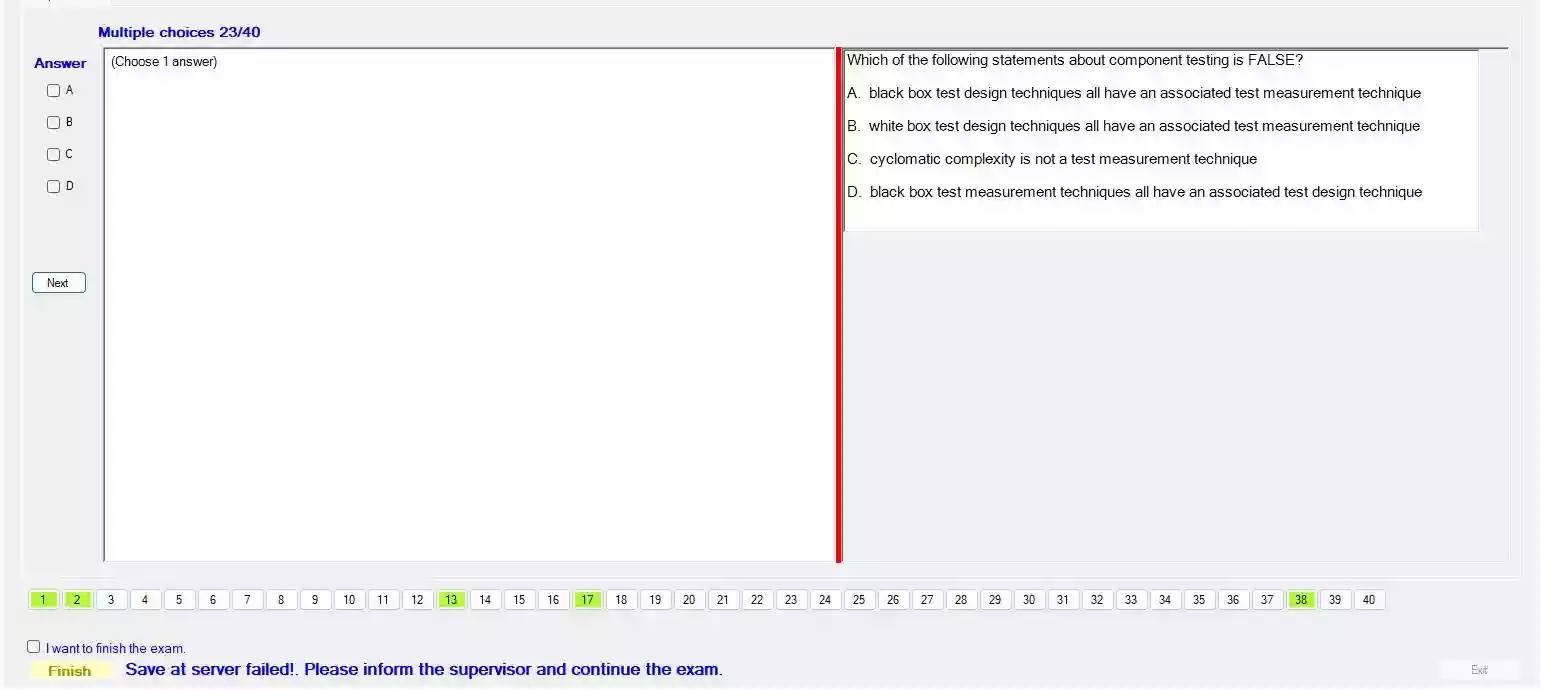 Multiple choices 23/40
Answer
(Choose 1 answer)
A
B
C
D
Next
Which of the following statements about component testing is FALSE?
A. black box test design techniques all have an associated test measurement technique
B. white box test design techniques all have an associated test measurement technique
C. cyclomatic complexity is not a test measurement technique
D. black box test measurement techniques all have an associated test design technique
1 2 3 4 5 6 7 8 9 10 11 12 13 14 15 16 17 18 19 20 21 22 23 24 25 26 27 28 29 30 31 32 33 34 35 36 37 38 39 40
I want to finish the exam.
Finish Save at server failed!. Please inform the supervisor and continue the exam.
Exit